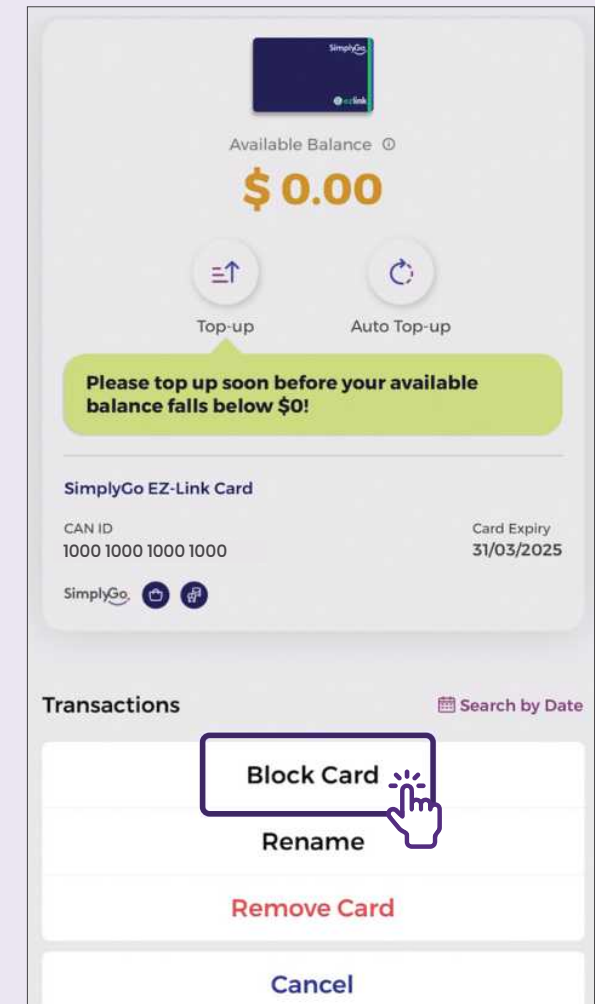 SimplyGo
ezlink
Available Balance
$ 0.00
Top-up
Auto Top-up
Please top up soon before your available
balance falls below $0!
SimplyGo EZ-Link Card
CAN ID
Card Expiry
1000 1000 1000 1000
31/03/2025
SimplyGo
Transactions
Search by Date
Block Card
Rename
Remove Card
Cancel